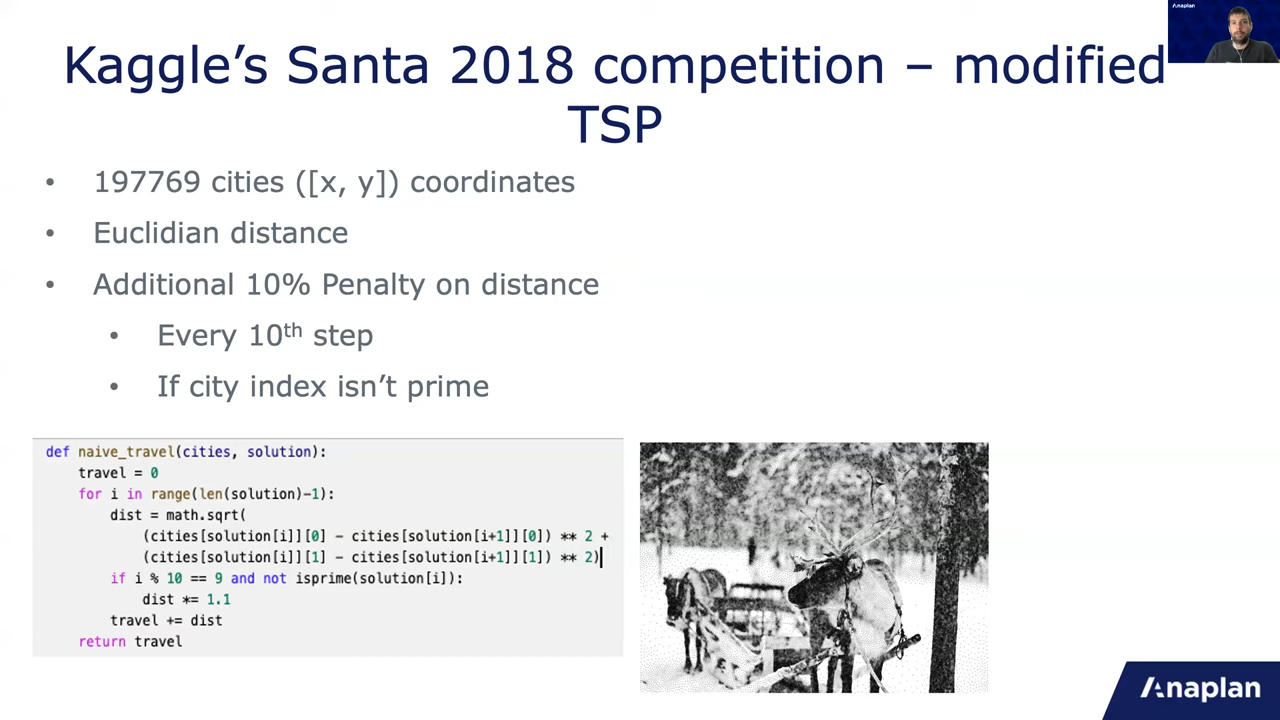 Anaplan
Kaggle’s Santa 2018 competition – modified
TSP
• 197769 cities ([x, y]) coordinates
• Euclidian distance
• Additional 10% Penalty on distance
• Every 10th step
• If city index isn’t prime
def naive_travel(cities, solution):
    travel = 0
    for i in range(len(solution)-1):
        dist = math.sqrt(
            (cities[solution[i]][0] - cities[solution[i+1]][0]) ** 2 +
            (cities[solution[i]][1] - cities[solution[i+1]][1]) ** 2)
        if i % 10 == 9 and not isprime(solution[i]):
            dist *= 1.1
        travel += dist
    return travel
Anaplan